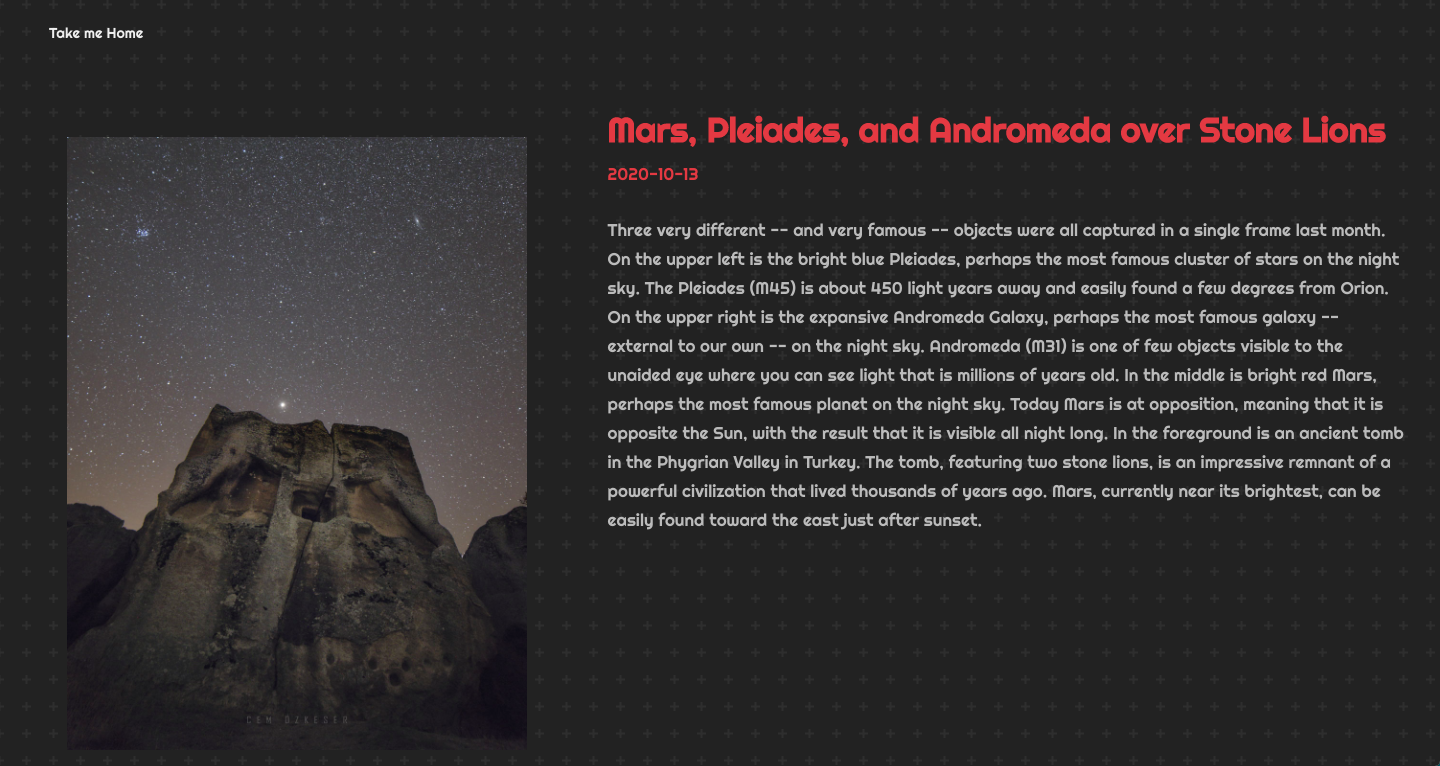 Take me Home
Mars, Pleiades, and Andromeda over Stone Lions
2020-10-13
Three very different -- and very famous -- objects were all captured in a single frame last month.
On the upper left is the bright blue Pleiades, perhaps the most famous cluster of stars on the night
sky. The Pleiades (M45) is about 450 light years away and easily found a few degrees from Orion.
On the upper right is the expansive Andromeda Galaxy, perhaps the most famous galaxy --
external to our own -- on the night sky. Andromeda (M31) is one of few objects visible to the
unaided eye where you can see light that is millions of years old. In the middle is bright red Mars,
perhaps the most famous planet on the night sky. Today Mars is at opposition, meaning that it is
opposite the Sun, with the result that it is visible all night long. In the foreground is an ancient tomb
in the Phygrian Valley in Turkey. The tomb, featuring two stone lions, is an impressive remnant of a
powerful civilization that lived thousands of years ago. Mars, currently near its brightest, can be
easily found toward the east just after sunset.